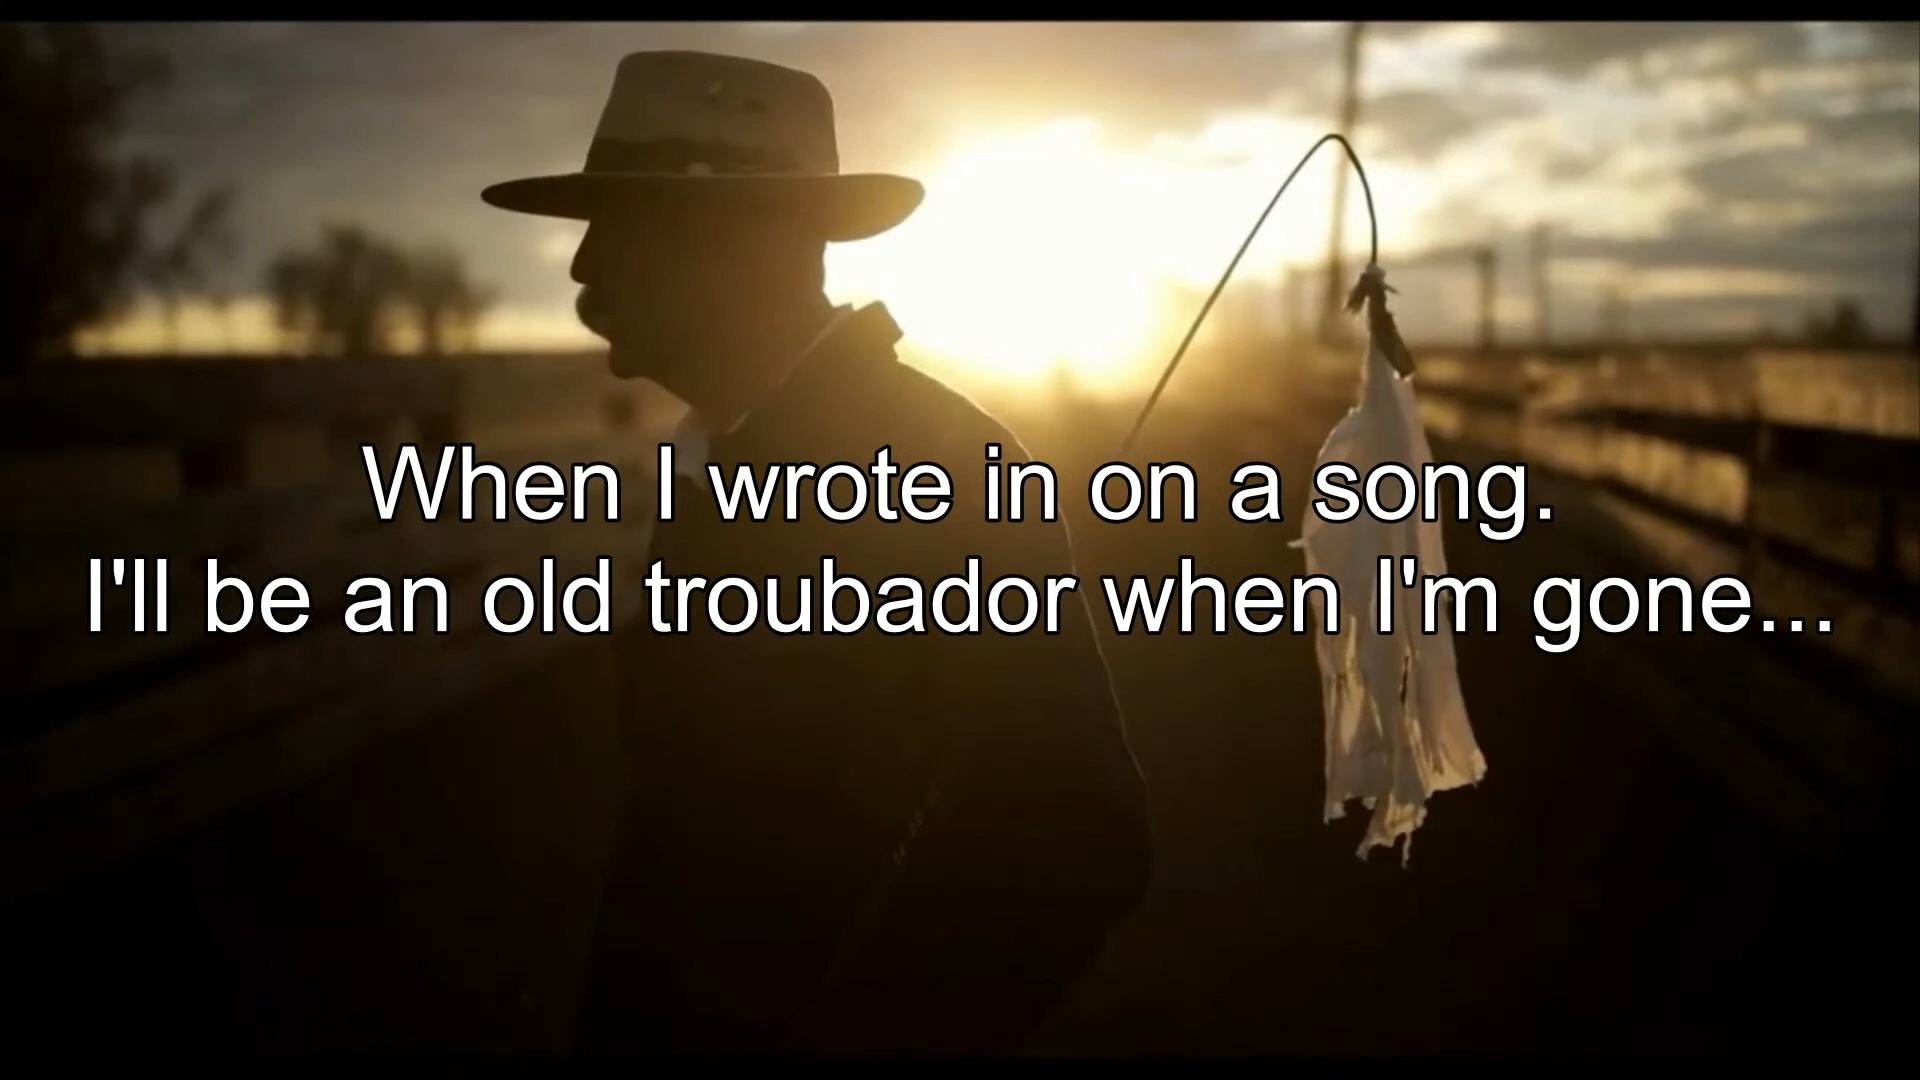 When I wrote in on a song.
I'll be an old troubador when I'm gone...